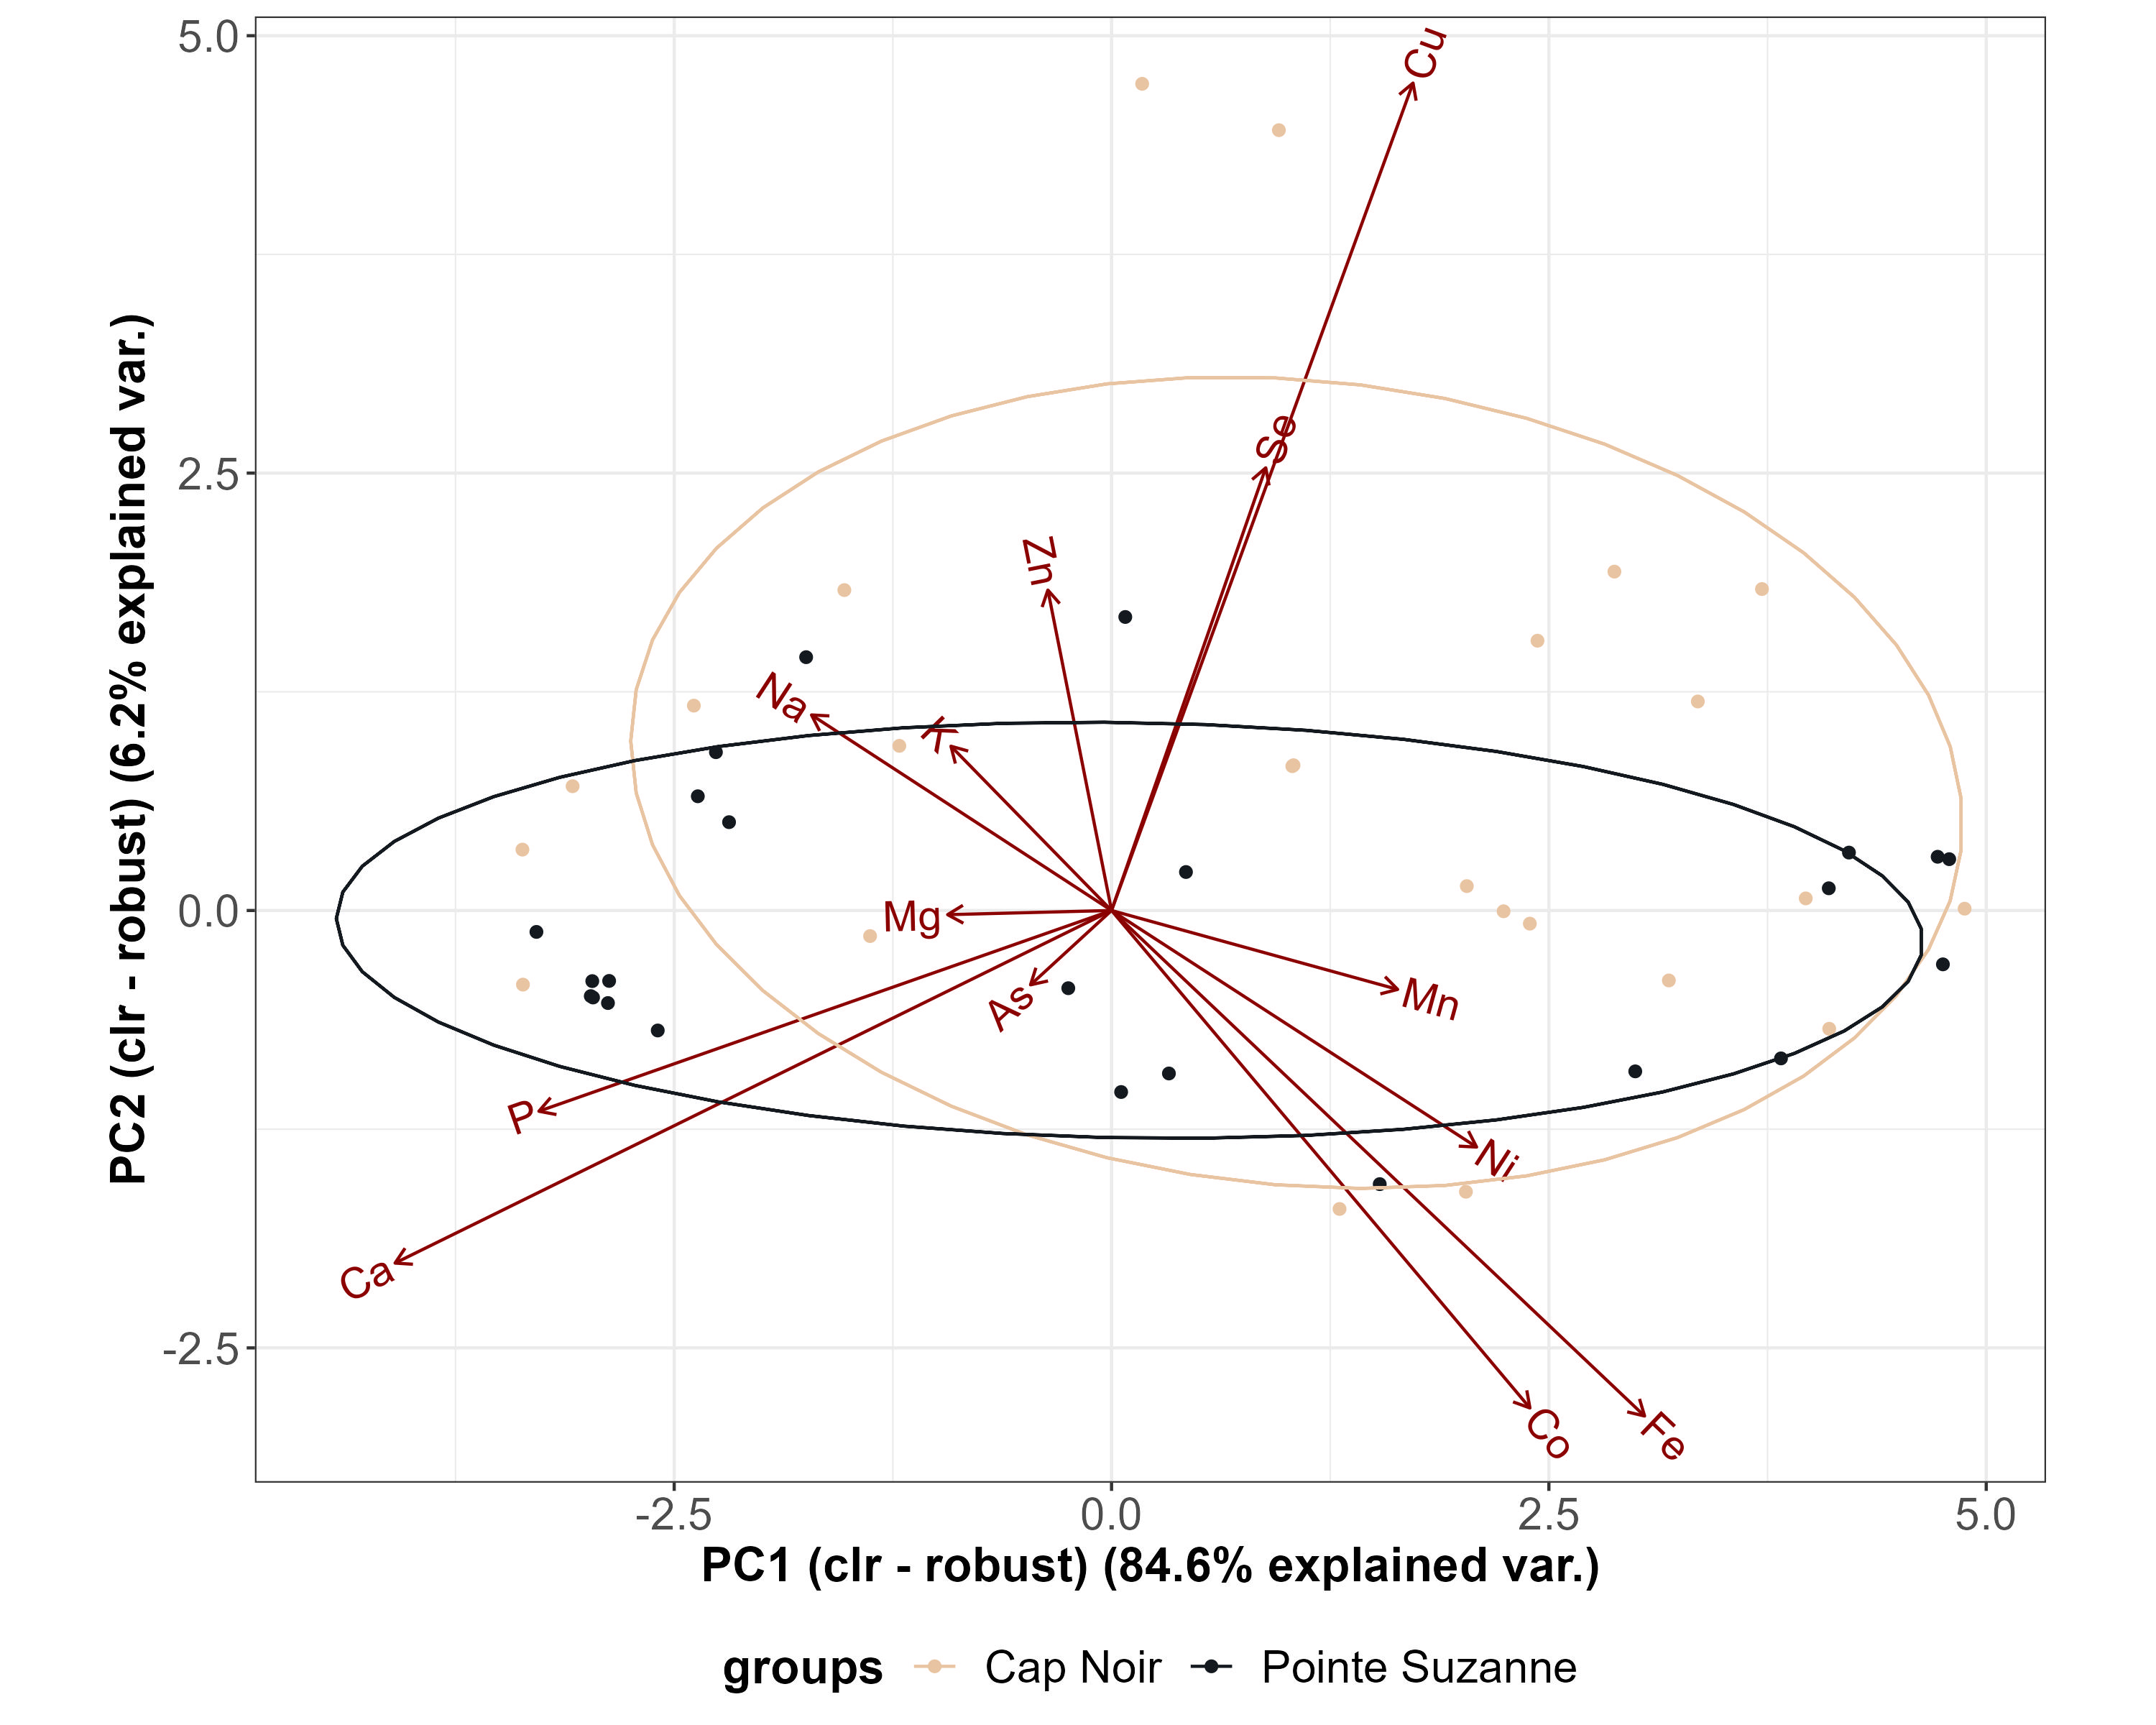 PC2 (clr - robust) (6.2% explained var.)
5.0
2.5
0.0
-2.5
Cu
Se
Zn
Na
K
Mg
As
Mn
P
Ni
Ca
Co
Fe
-2.5
0.0
2.5
5.0
PC1 (clr - robust) (84.6% explained var.)
groups Cap Noir Pointe Suzanne